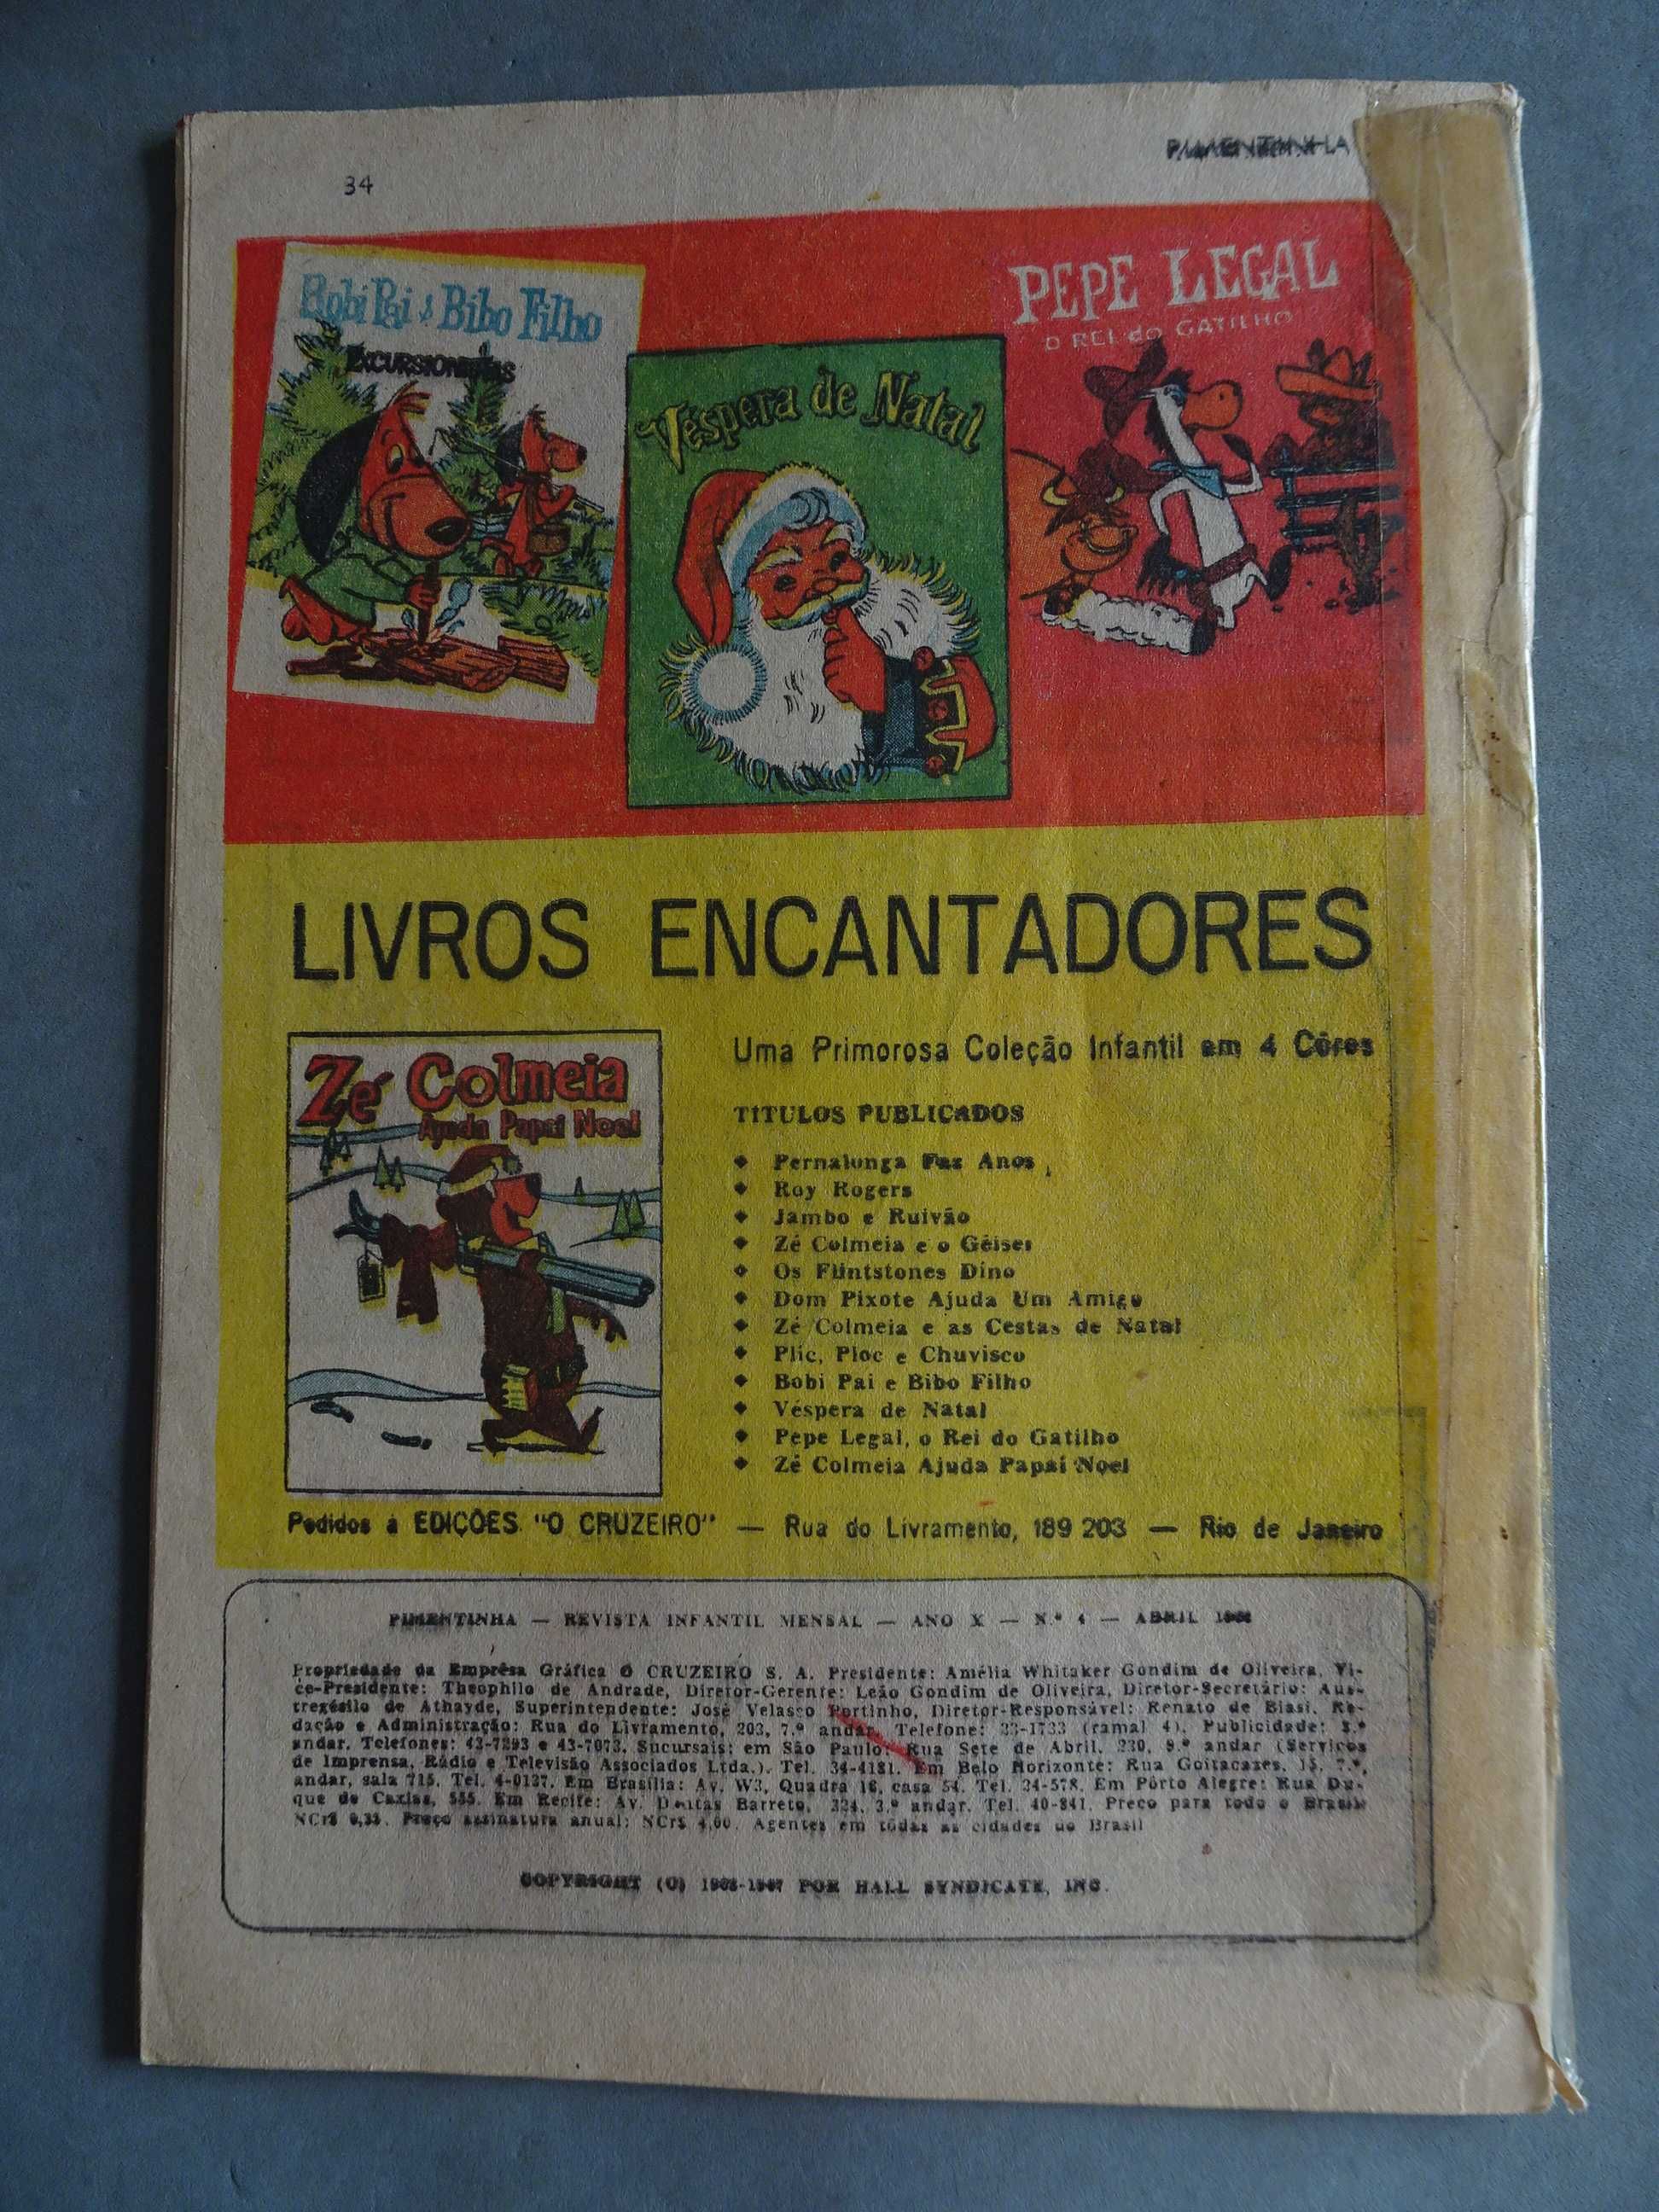 34
PIMENTINHA
Bobi Pai e Bibo Filho
EXCURSIONISTAS
Véspera de Natal
PEPE LEGAL
O REI do GATILHO
LIVROS ENCANTADORES
Zé Colmeia
Ajuda Papai Noel
Uma Primorosa Coleção Infantil em 4 Côres
TITULOS PUBLICADOS
◆ Pernalonga Faz Anos
◆ Roy Rogers
◆ Jambo e Ruivão
◆ Zé Colmeia e o Gêiser
◆ Os Flintstones Dino
◆ Dom Pixote Ajuda Um Amigo
◆ Zé Colmeia e as Cestas de Natal
◆ Plic, Ploc e Chuvisco
◆ Bobi Pai e Bibo Filho
◆ Véspera de Natal
◆ Pepe Legal, o Rei do Gatilho
◆ Zé Colmeia Ajuda Papai Noel
Pedidos à EDIÇÕES "O CRUZEIRO" — Rua do Livramento, 189 203 — Rio de Janeiro
PIMENTINHA — REVISTA INFANTIL MENSAL — ANO X — N.º 4 — ABRIL
Propriedade da Emprêsa Gráfica O CRUZEIRO S. A. Presidente: Amélia Whitaker Gondim de Oliveira, Vi-
ce-Presidente: Theophilo de Andrade, Diretor-Gerente: Leão Gondim de Oliveira, Diretor-Secretário: Aus-
tregésilo de Athayde, Superintendente: José Velasco Portinho, Diretor-Responsável: Renato de Biasi. Re-
dação e Administração: Rua do Livramento, 203, 7.º andar. Telefone: 23-1733 (ramal 4). Publicidade: 3.º
andar. Telefones: 43-7293 e 43-7073. Sucursais: em São Paulo: Rua Sete de Abril, 230, 9.º andar (Serviços
de Imprensa, Rádio e Televisão Associados Ltda.). Tel. 34-4181. Em Belo Horizonte: Rua Goitacazes, 15, 7.º,
andar, sala 715. Tel. 4-0127. Em Brasília: Av. W3, Quadra 16, casa 54. Tel. 24-578. Em Pôrto Alegre: Rua Du-
que de Caxias, 555. Em Recife: Av. Dantas Barreto, 324, 3.º andar. Tel. 40-841. Preço para todo o Brasil:
NCr$ 0,35. Preço assinatura anual: NCr$ 4,00. Agentes em tôdas as cidades do Brasil
COPYRIGHT (C) POR HALL SYNDICATE, INC.